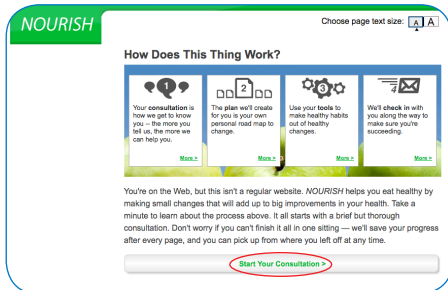 NOURISH
Choose page text size: A A
How Does This Thing Work?
1
Your consultation is
how we get to know
you – the more you
tell us, the more we
can help you.
More >
2
The plan we'll create
for you is your own
personal road map to
change.
More >
3
Use your tools to
make healthy habits
out of healthy
changes.
More >
4
We'll check in with
you along the way to
make sure you're
succeeding.
More >
You're on the Web, but this isn't a regular website. NOURISH helps you eat healthy by
making small changes that will add up to big improvements in your health. Take a
minute to learn about the process above. It all starts with a brief but thorough
consultation. Don't worry if you can't finish it all in one sitting — we'll save your progress
after every page, and you can pick up from where you left off at any time.
Start Your Consultation >